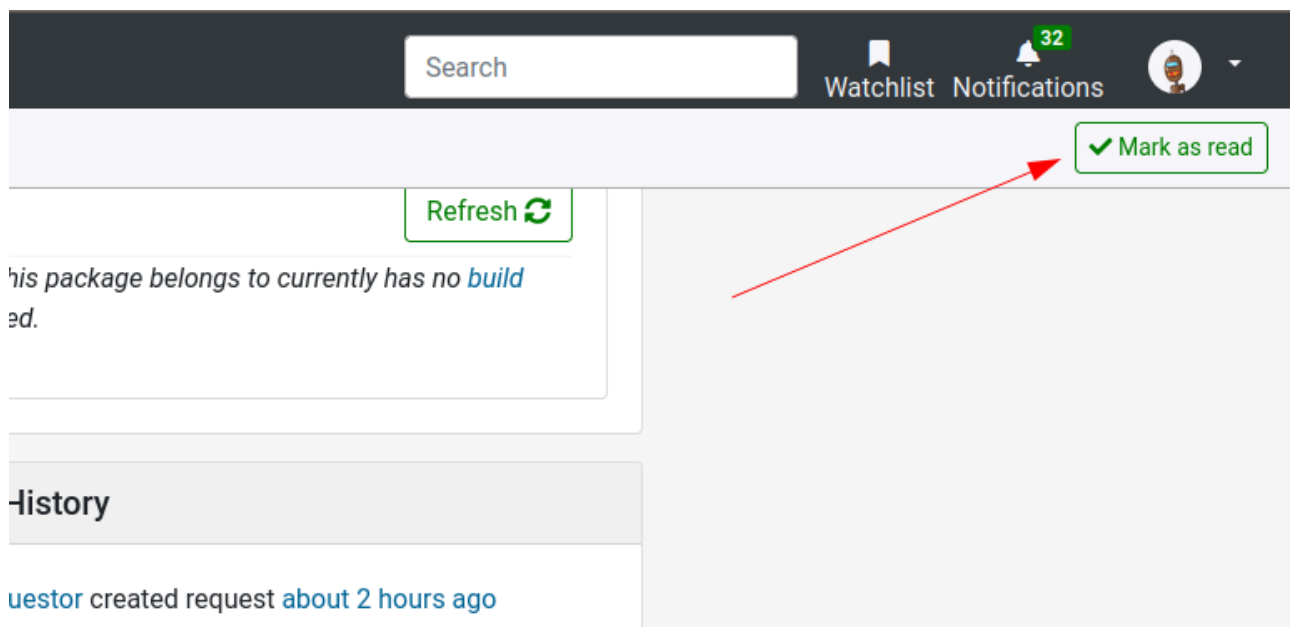 32
Search
Watchlist Notifications
Mark as read
Refresh
his package belongs to currently has no build
ed.
History
uestor created request about 2 hours ago